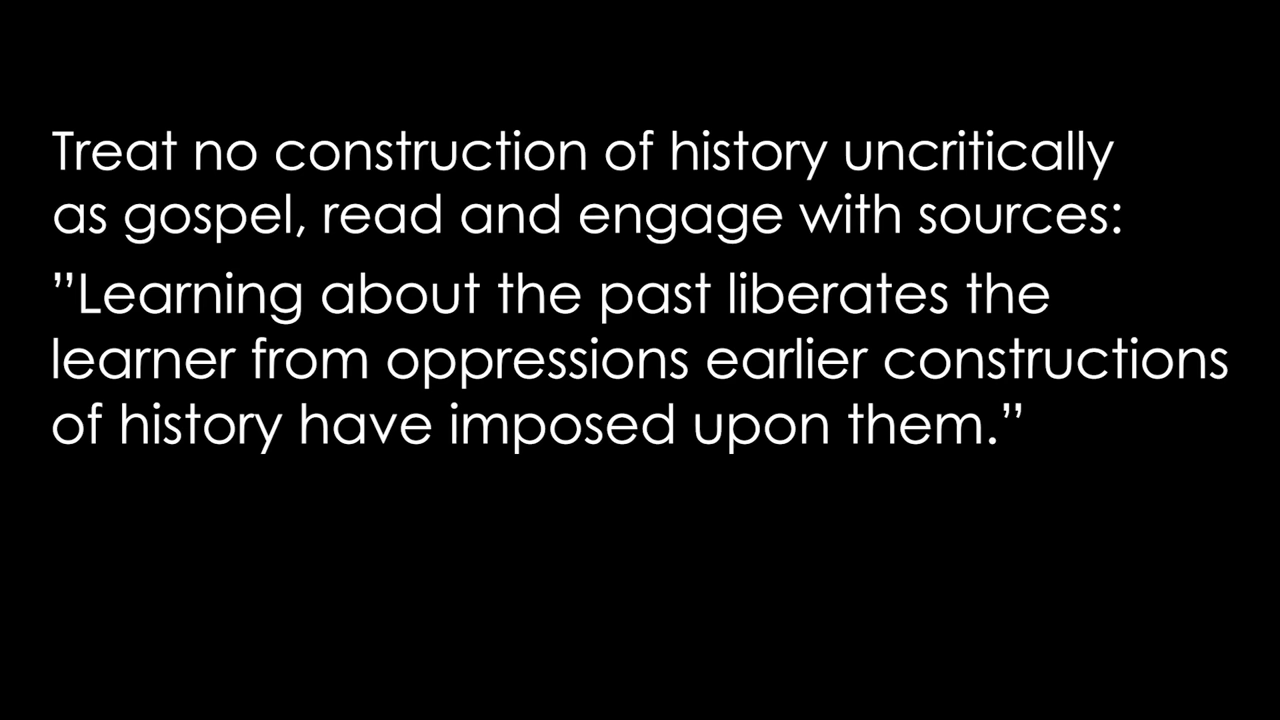 Treat no construction of history uncritically
as gospel, read and engage with sources:
”Learning about the past liberates the
learner from oppressions earlier constructions
of history have imposed upon them.”